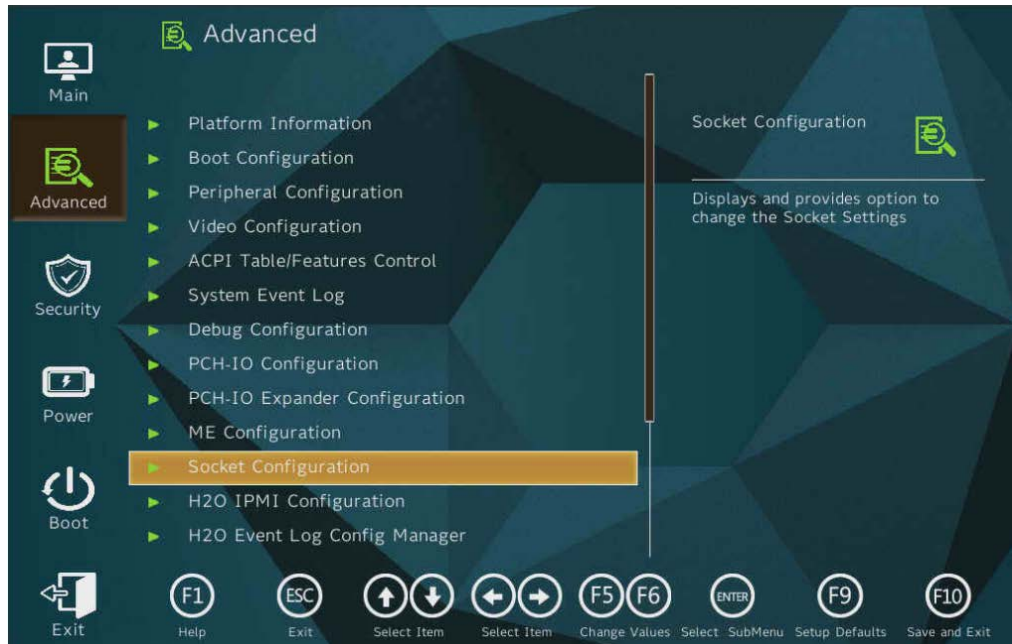 Advanced
Main
Advanced
Security
Power
Boot
Exit
Platform Information
Boot Configuration
Peripheral Configuration
Video Configuration
ACPI Table/Features Control
System Event Log
Debug Configuration
PCH-IO Configuration
PCH-IO Expander Configuration
ME Configuration
Socket Configuration
H2O IPMI Configuration
H2O Event Log Config Manager
Socket Configuration
Displays and provides option to
change the Socket Settings
F1 ESC F5 F6 ENTER F9 F10
Help Exit Select Item Select Item Change Values Select SubMenu Setup Defaults Save and Exit